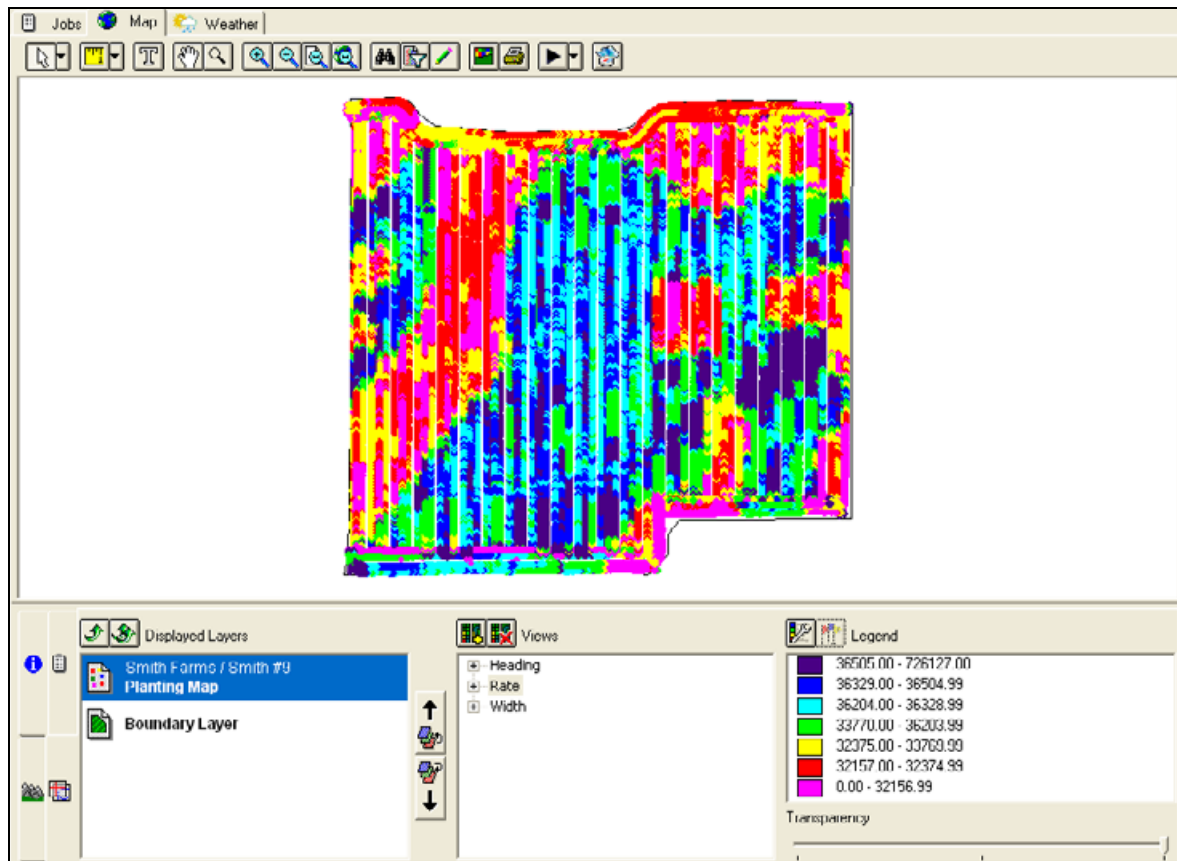 Jobs Map Weather
T
Displayed Layers
Smith Farms / Smith #9
Planting Map
Boundary Layer
Views
Heading
Rate
Width
Legend
36505.00 - 726127.00
36329.00 - 36504.99
36204.00 - 36328.99
33770.00 - 36203.99
32375.00 - 33769.99
32157.00 - 32374.99
0.00 - 32156.99
Transparency